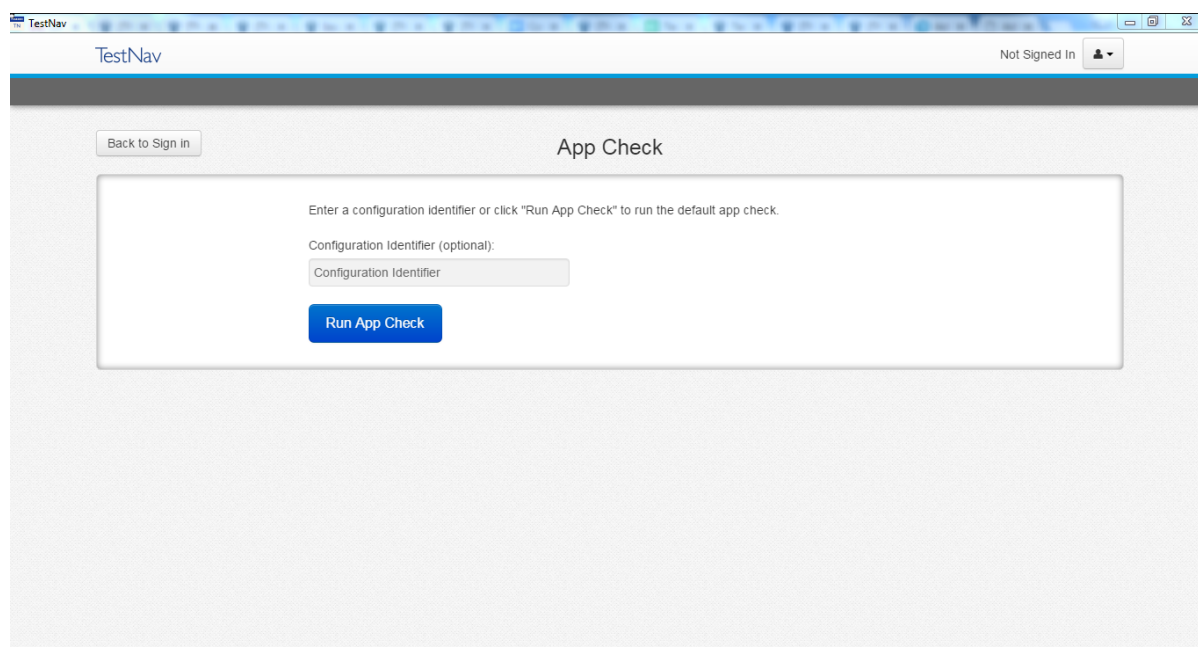 TestNav
TestNav
Not Signed In
Back to Sign in
App Check
Enter a configuration identifier or click "Run App Check" to run the default app check.
Configuration Identifier (optional):
Configuration Identifier
Run App Check